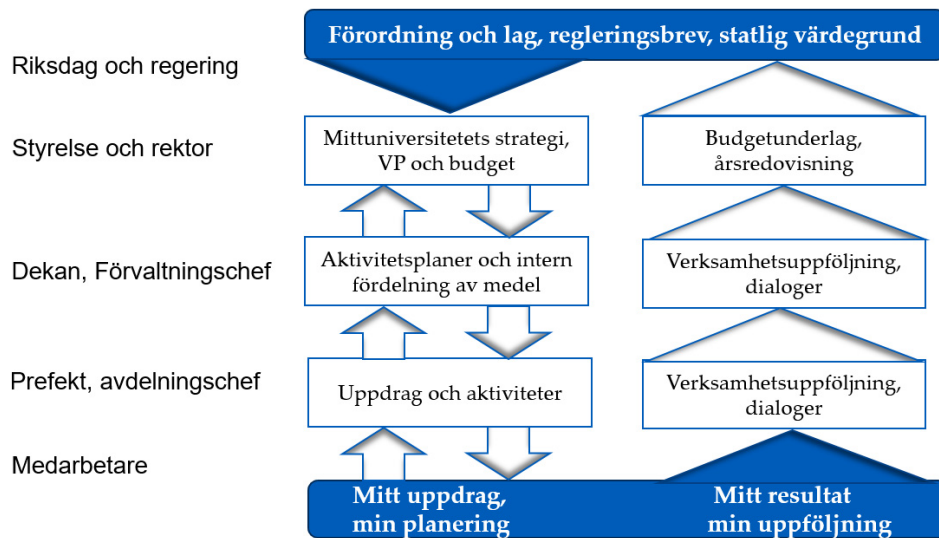 Förordning och lag, regleringsbrev, statlig värdegrund
Riksdag och regering
Styrelse och rektor
Mittuniversitetets strategi,
VP och budget
Budgetunderlag,
årsredovisning
Dekan, Förvaltningschef
Aktivitetsplaner och intern
fördelning av medel
Verksamhetsuppföljning,
dialoger
Prefekt, avdelningschef
Uppdrag och aktiviteter
Verksamhetsuppföljning,
dialoger
Medarbetare
Mitt uppdrag,
min planering
Mitt resultat
min uppföljning